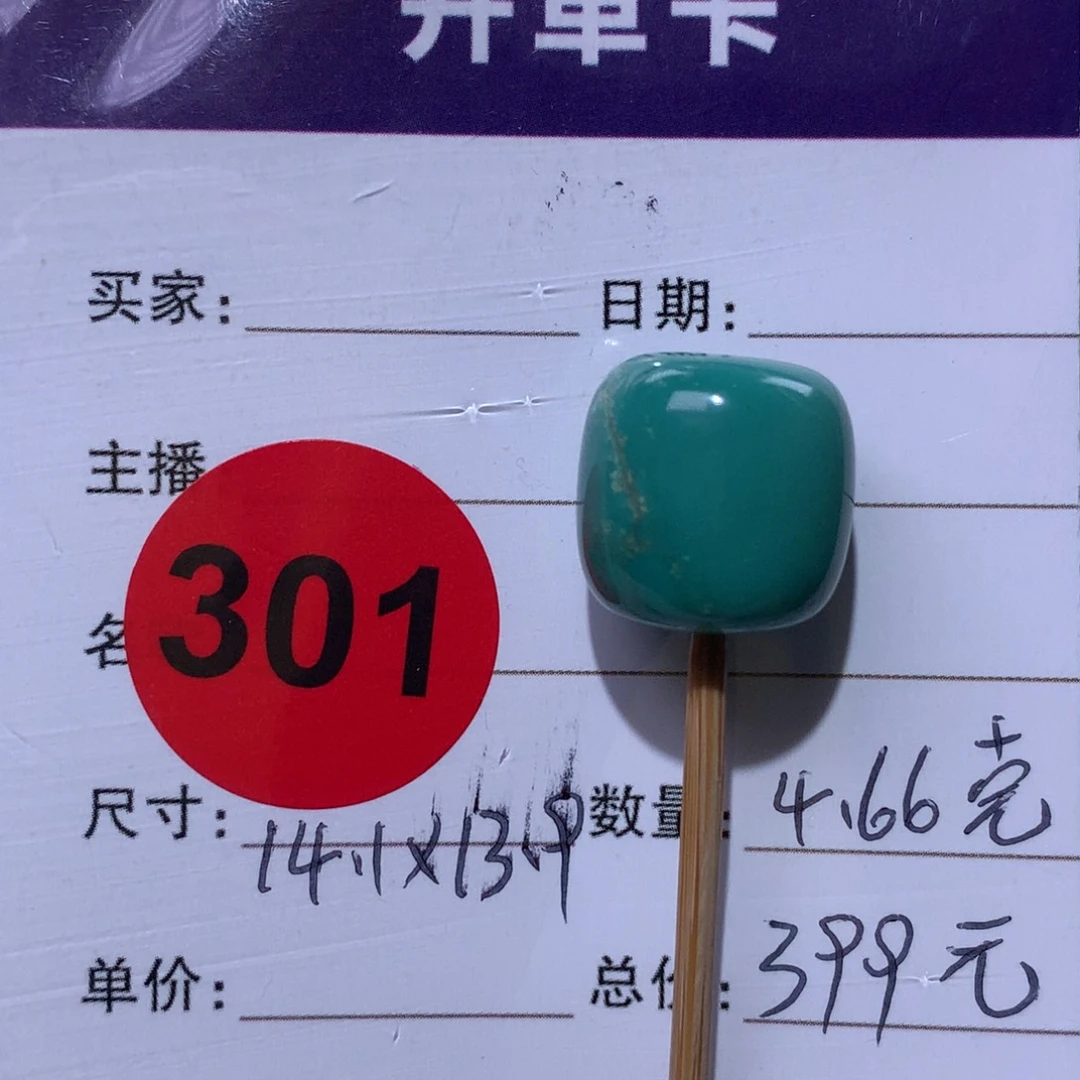 开单卡
买家： 日期：
主播
301
名
尺寸：14.1x13.9 数量：4.66克
单价： 总价：399元